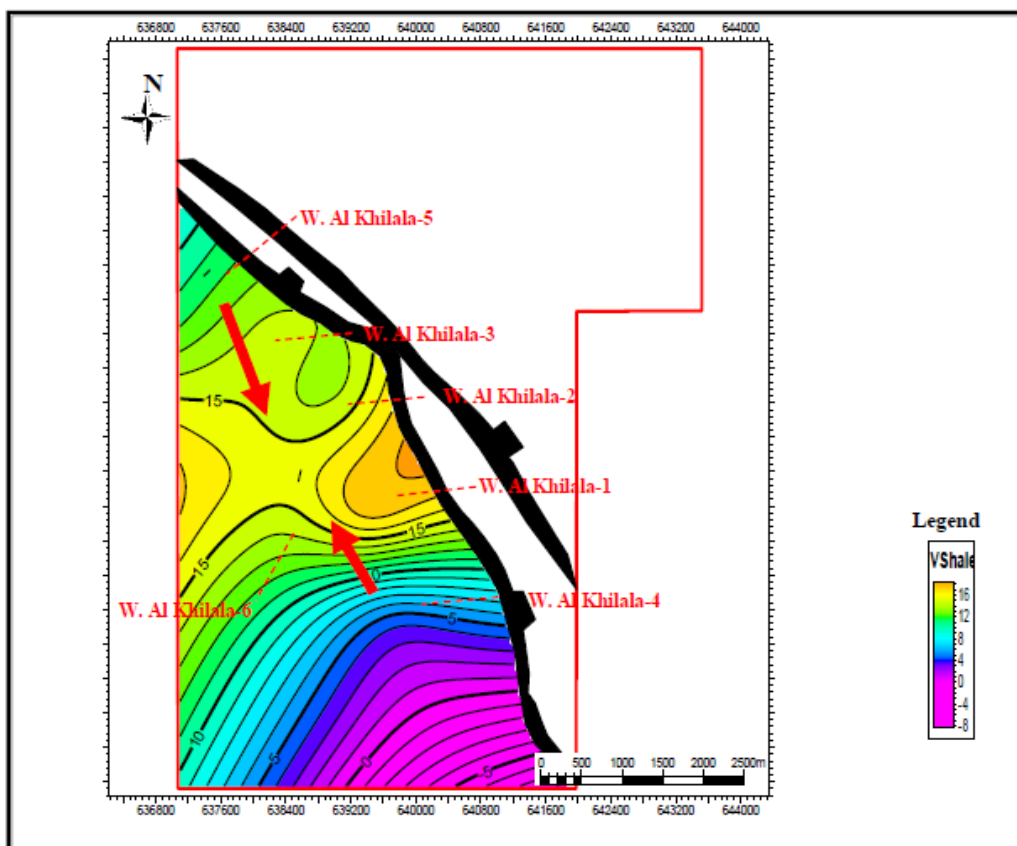 636800 637600 638400 639200 640000 640800 641600 642400 643200 644000
N
W. Al Khilala-5
W. Al Khilala-3
15
W. Al Khilala-2
W. Al Khilala-1
15
15
0
W. Al Khilala-6
W. Al Khilala-4
5
10
5
0
-5
0 500 1000 1500 2000 2500m
636800 637600 638400 639200 640000 640800 641600 642400 643200 644000
Legend
VShale
16
12
8
4
0
-4
-8